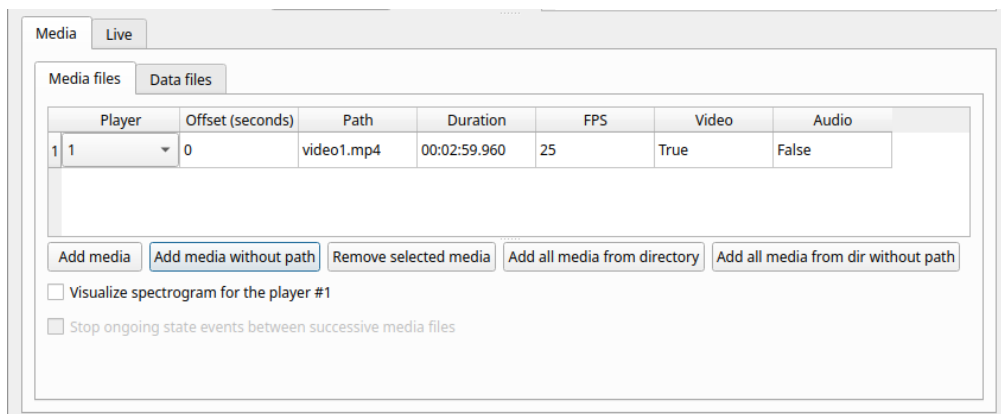 Media Live
Media files Data files
Player Offset (seconds) Path Duration FPS Video Audio
1 1 0 video1.mp4 00:02:59.960 25 True False
Add media Add media without path Remove selected media Add all media from directory Add all media from dir without path
Visualize spectrogram for the player #1
Stop ongoing state events between successive media files